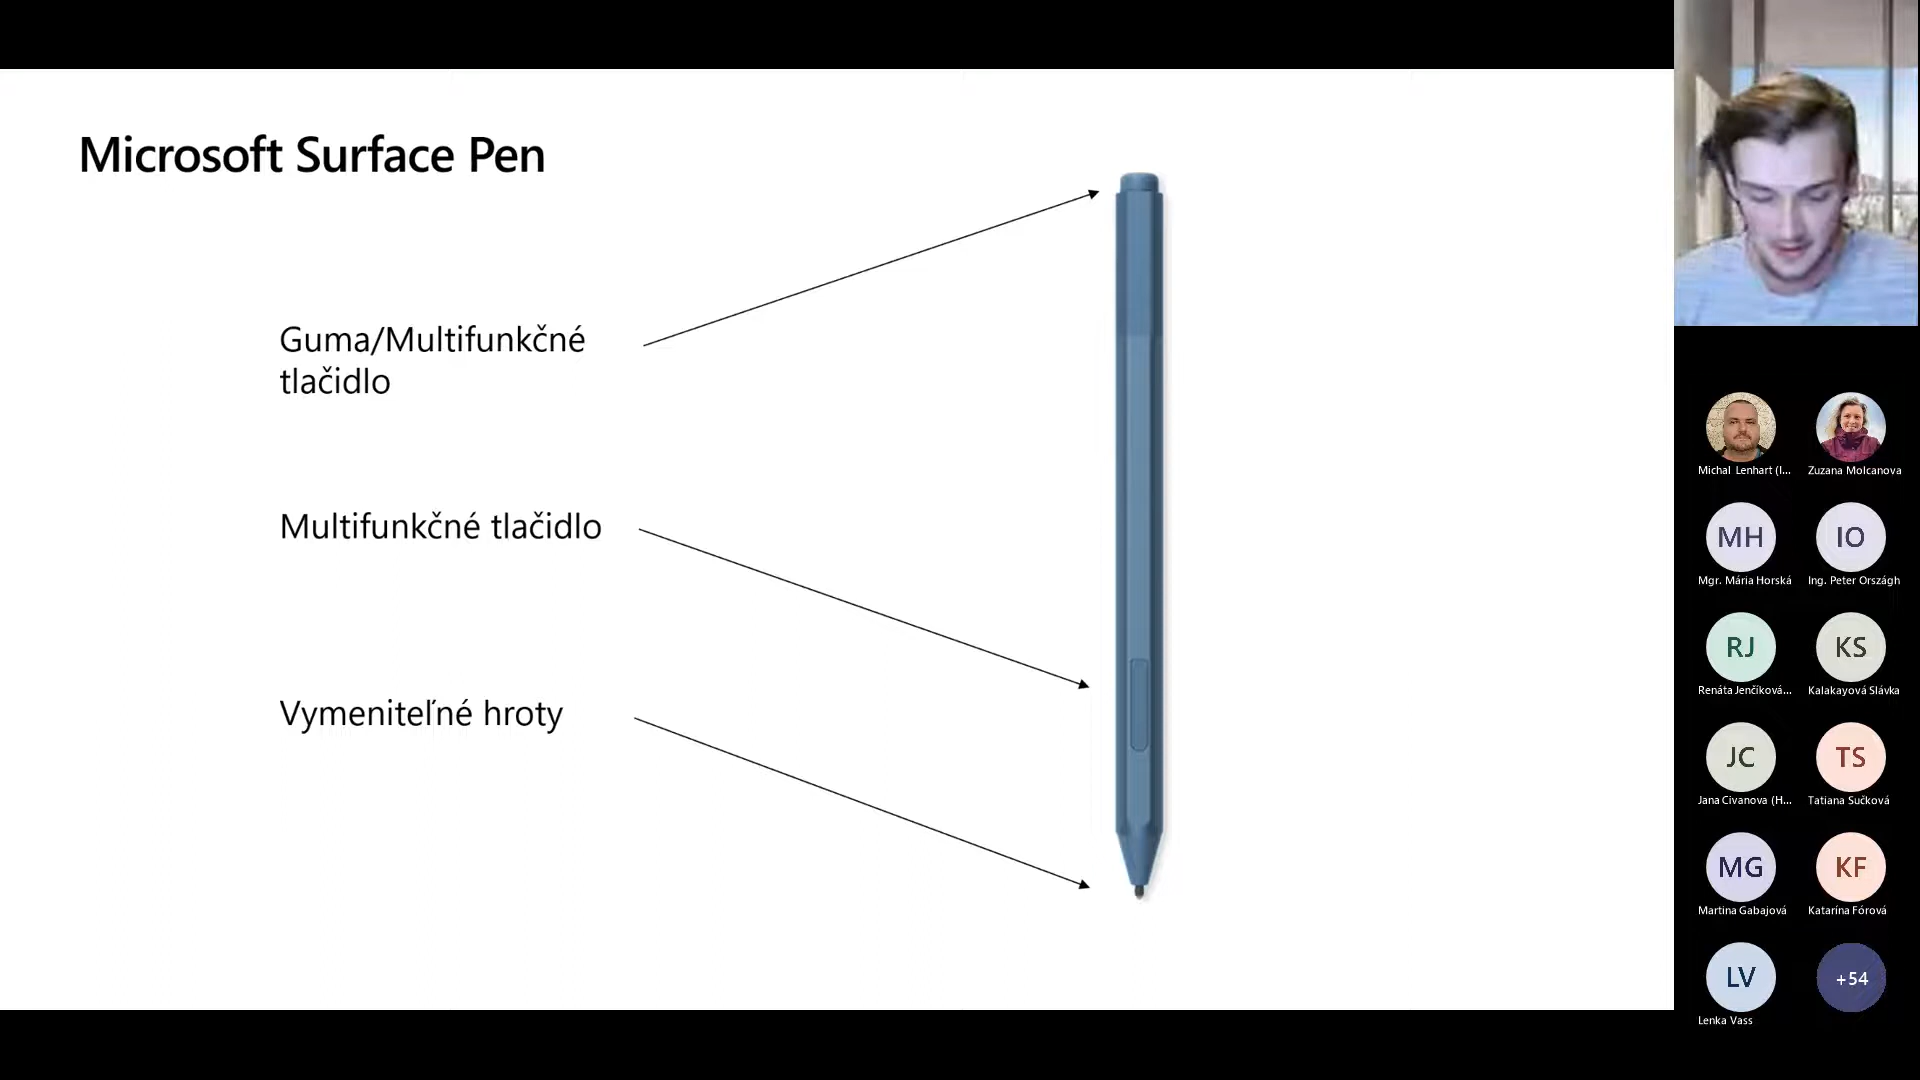 Microsoft Surface Pen
Guma/Multifunkčné
tlačidlo
Multifunkčné tlačidlo
Vymeniteľné hroty
Michal Lenhart (I...
Zuzana Molcanova
MH
IO
Mgr. Mária Horská
Ing. Peter Országh
RJ
KS
Renáta Jenčíková...
Kalakayová Slávka
JC
TS
Jana Civanova (H...
Tatiana Sučková
MG
KF
Martina Gabajová
Katarína Fórová
LV
+54
Lenka Vass